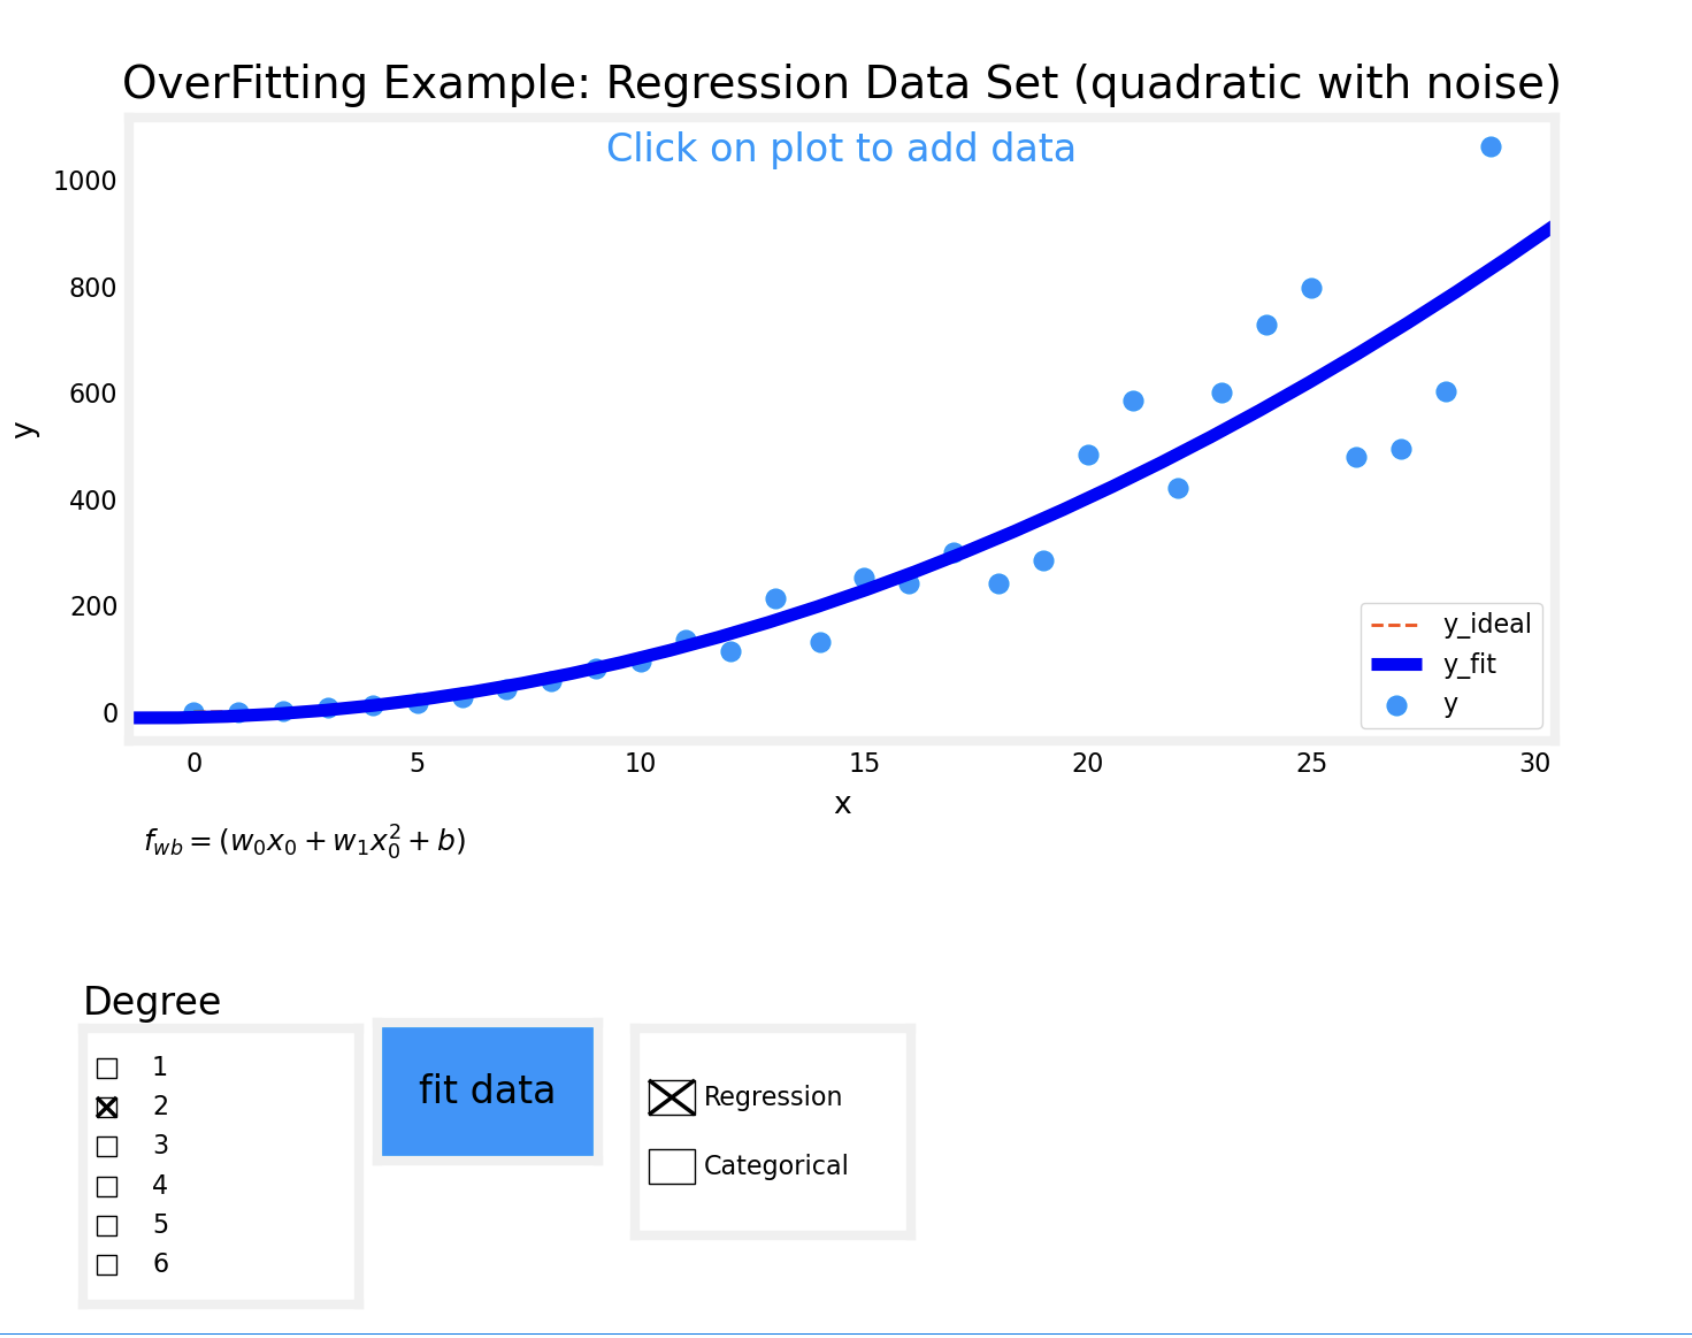 OverFitting Example: Regression Data Set (quadratic with noise)
Click on plot to add data
1000
800
600
400
200
0
y
y_ideal
y_fit
y
0 5 10 15 20 25 30
x
f_{wb} = (w_0x_0 + w_1x_0^2 + b)
Degree
1
2
3
4
5
6
fit data
Regression
Categorical